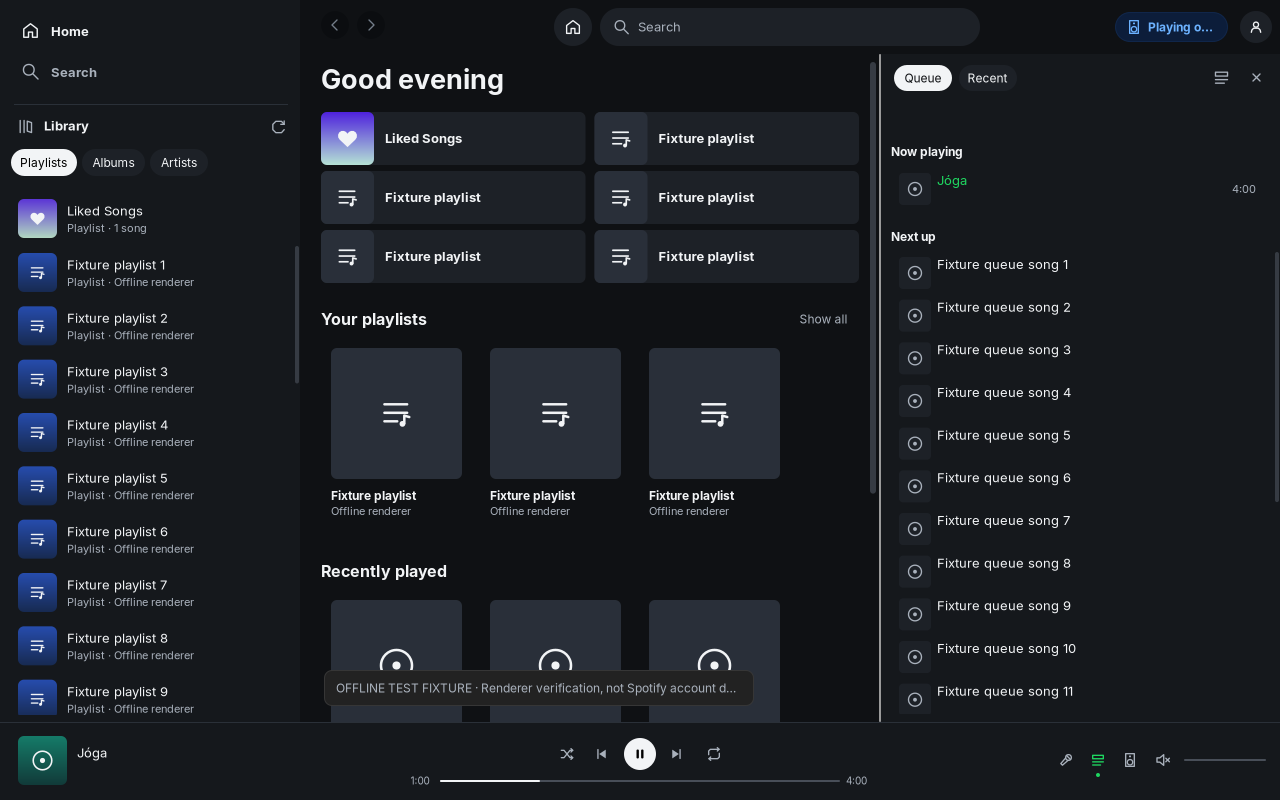 Home
Search
Library
Playlists
Albums
Artists
Liked Songs
Playlist · 1 song
Fixture playlist 1
Playlist · Offline renderer
Fixture playlist 2
Playlist · Offline renderer
Fixture playlist 3
Playlist · Offline renderer
Fixture playlist 4
Playlist · Offline renderer
Fixture playlist 5
Playlist · Offline renderer
Fixture playlist 6
Playlist · Offline renderer
Fixture playlist 7
Playlist · Offline renderer
Fixture playlist 8
Playlist · Offline renderer
Fixture playlist 9
Playlist · Offline renderer
Search
Playing o...
Good evening
Liked Songs
Fixture playlist
Fixture playlist
Fixture playlist
Fixture playlist
Fixture playlist
Your playlists
Show all
Fixture playlist
Offline renderer
Fixture playlist
Offline renderer
Fixture playlist
Offline renderer
Recently played
OFFLINE TEST FIXTURE · Renderer verification, not Spotify account d...
Queue
Recent
Now playing
Jóga
4:00
Next up
Fixture queue song 1
Fixture queue song 2
Fixture queue song 3
Fixture queue song 4
Fixture queue song 5
Fixture queue song 6
Fixture queue song 7
Fixture queue song 8
Fixture queue song 9
Fixture queue song 10
Fixture queue song 11
Jóga
1:00
4:00